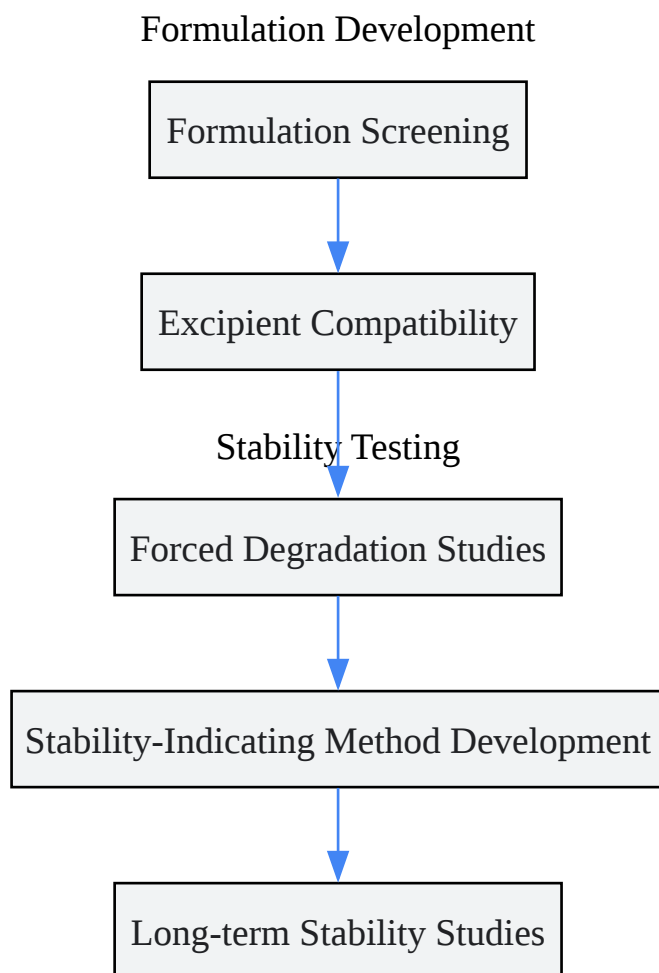 Formulation Development
Formulation Screening
Excipient Compatibility
Stability Testing
Forced Degradation Studies
Stability-Indicating Method Development
Long-term Stability Studies